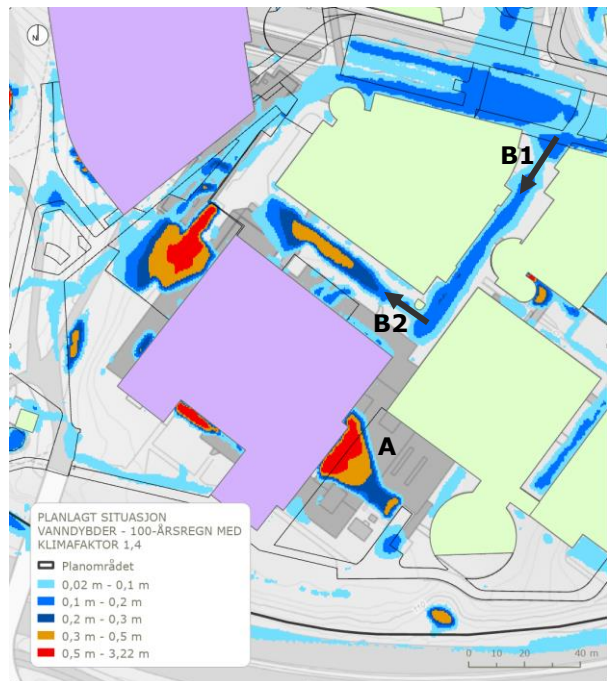 N
B1
B2
A
PLANLAGT SITUASJON
VANNDYBDER - 100-ÅRSREGN MED
KLIMAFAKTOR 1,4
Planområdet
0,02 m - 0,1 m
0,1 m - 0,2 m
0,2 m - 0,3 m
0,3 m - 0,5 m
0,5 m - 3,22 m
0 10 20 40 m